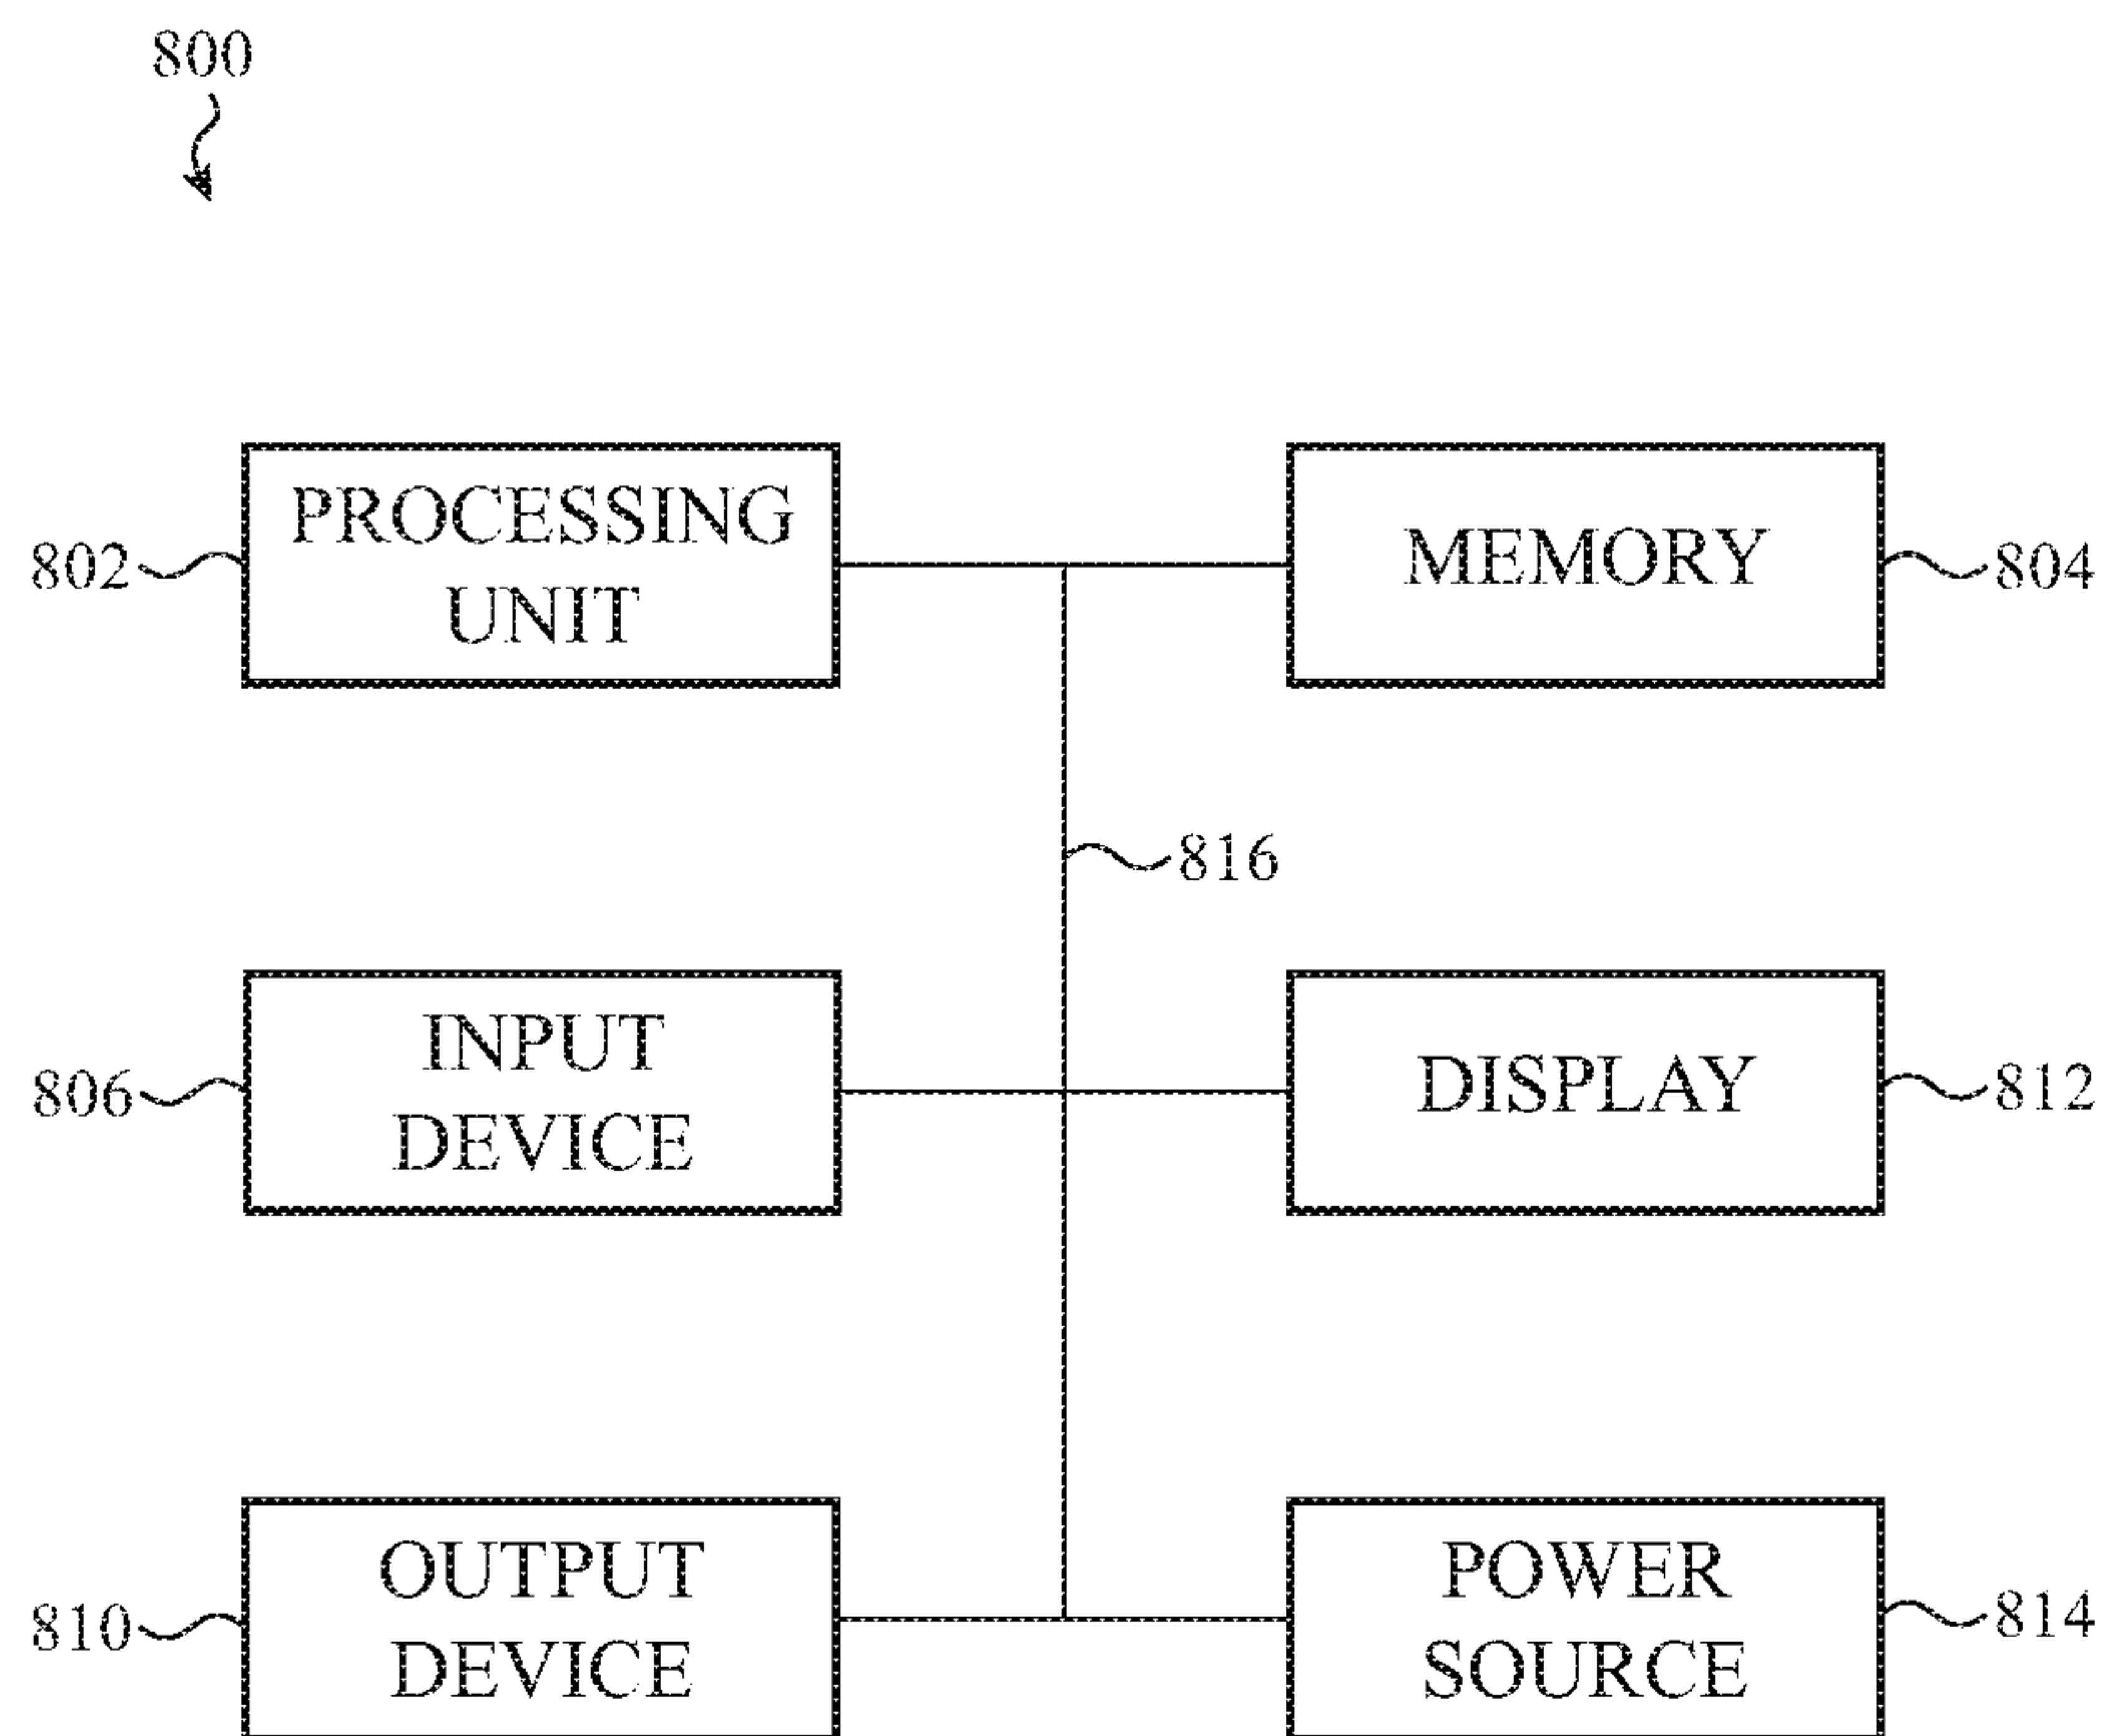 800
PROCESSING
UNIT
802
MEMORY
804
816
INPUT
DEVICE
806
DISPLAY
812
OUTPUT
DEVICE
810
POWER
SOURCE
814